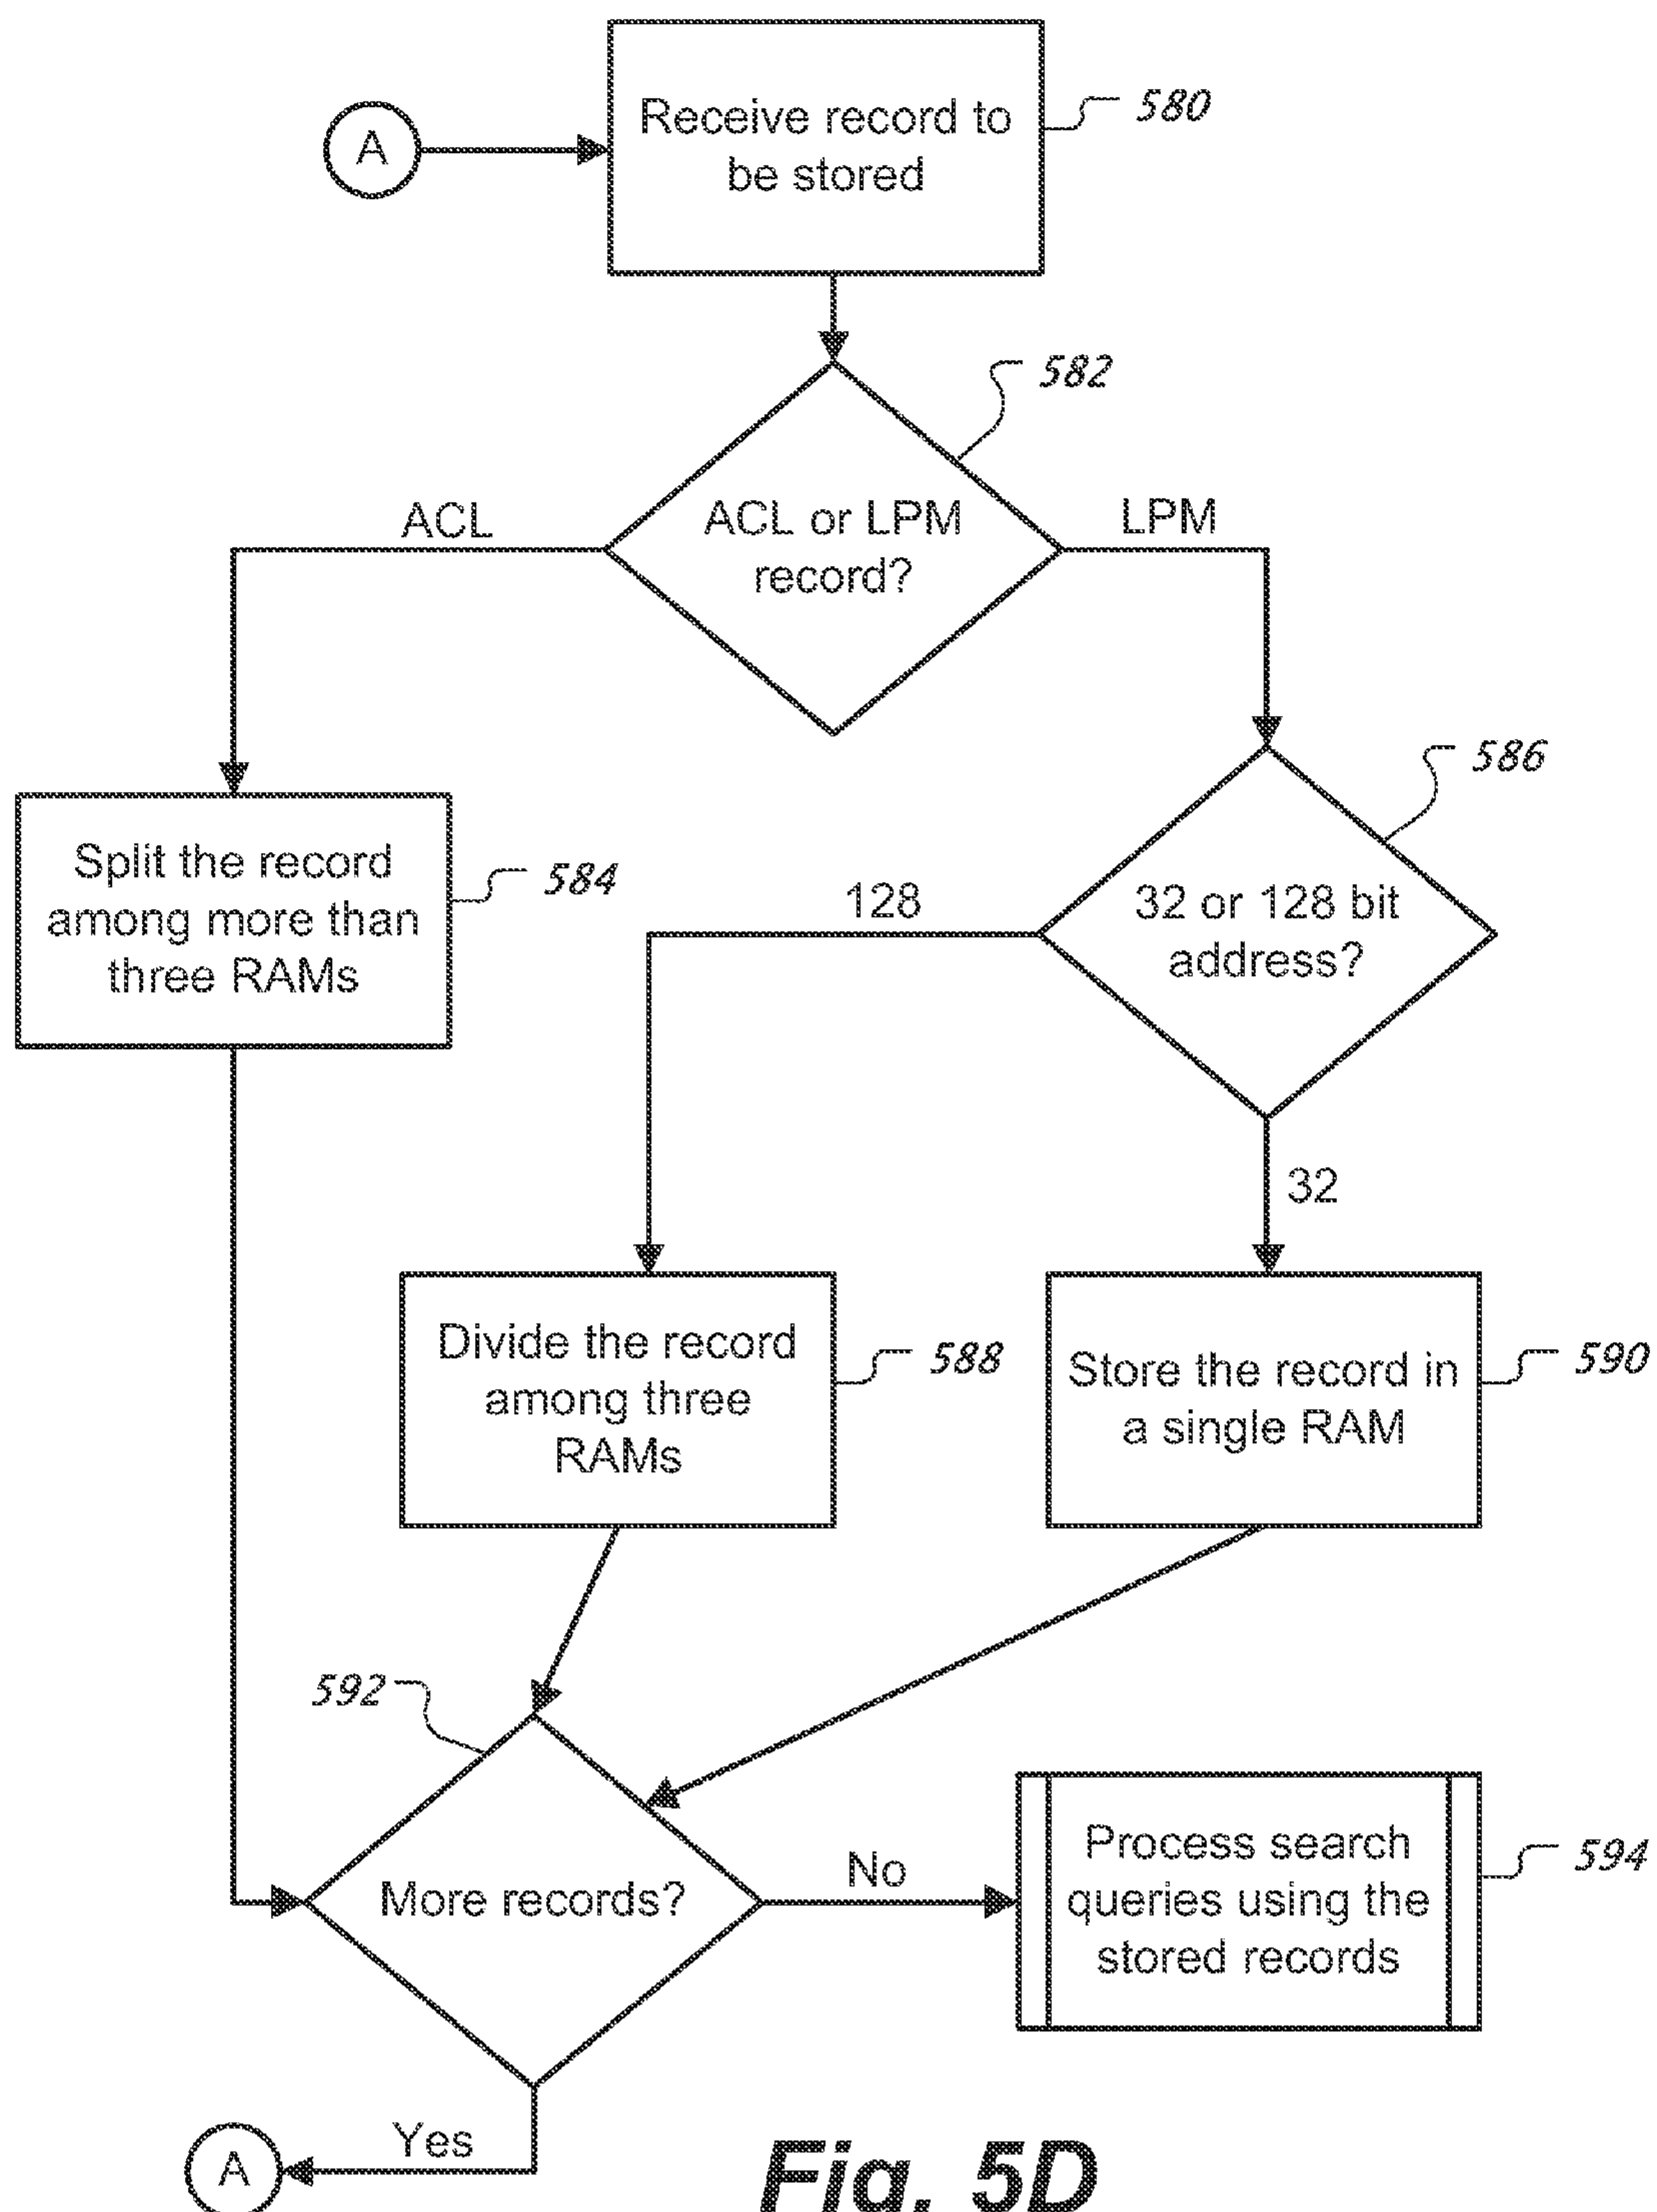 Receive record to
be stored
580
A
582
ACL or LPM
record?
ACL
LPM
586
Split the record
among more than
three RAMs
584
32 or 128 bit
address?
128
32
Divide the record
among three
RAMs
588
Store the record in
a single RAM
590
592
More records?
No
Process search
queries using the
stored records
594
Yes
A
Fig. 5D